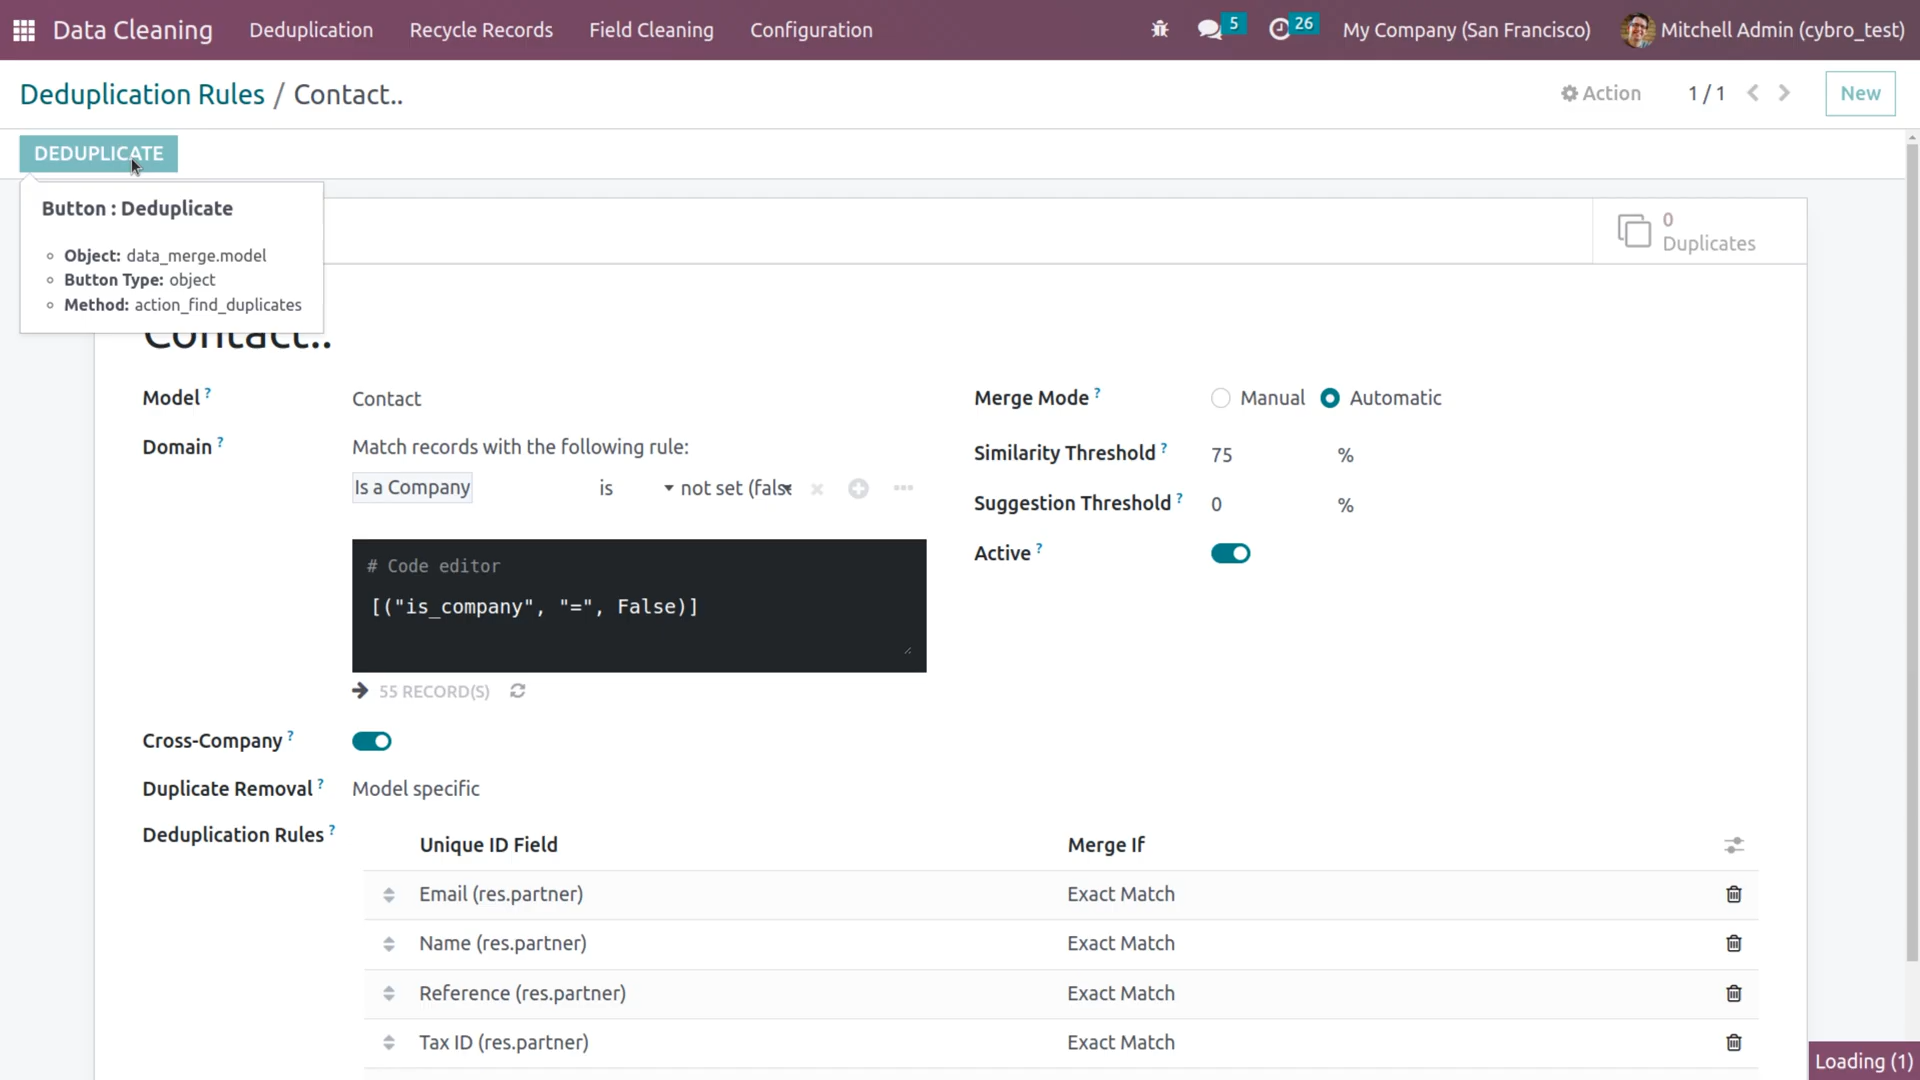 Data Cleaning Deduplication Recycle Records Field Cleaning Configuration 5 26 My Company (San Francisco) Mitchell Admin (cybro_test)
Deduplication Rules / Contact.. Action 1 / 1 New
DEDUPLICATE
Button : Deduplicate
Object: data_merge.model
Button Type: object
Method: action_find_duplicates
0
Duplicates
Contact..
Model ? Contact
Domain ? Match records with the following rule:
Is a Company is not set (false
# Code editor
[("is_company", "=", False)]
55 RECORD(S)
Merge Mode ? Manual Automatic
Similarity Threshold ? 75 %
Suggestion Threshold ? 0 %
Active ?
Cross-Company ?
Duplicate Removal ? Model specific
Deduplication Rules ?
Unique ID Field Merge If
Email (res.partner) Exact Match
Name (res.partner) Exact Match
Reference (res.partner) Exact Match
Tax ID (res.partner) Exact Match
Loading (1)